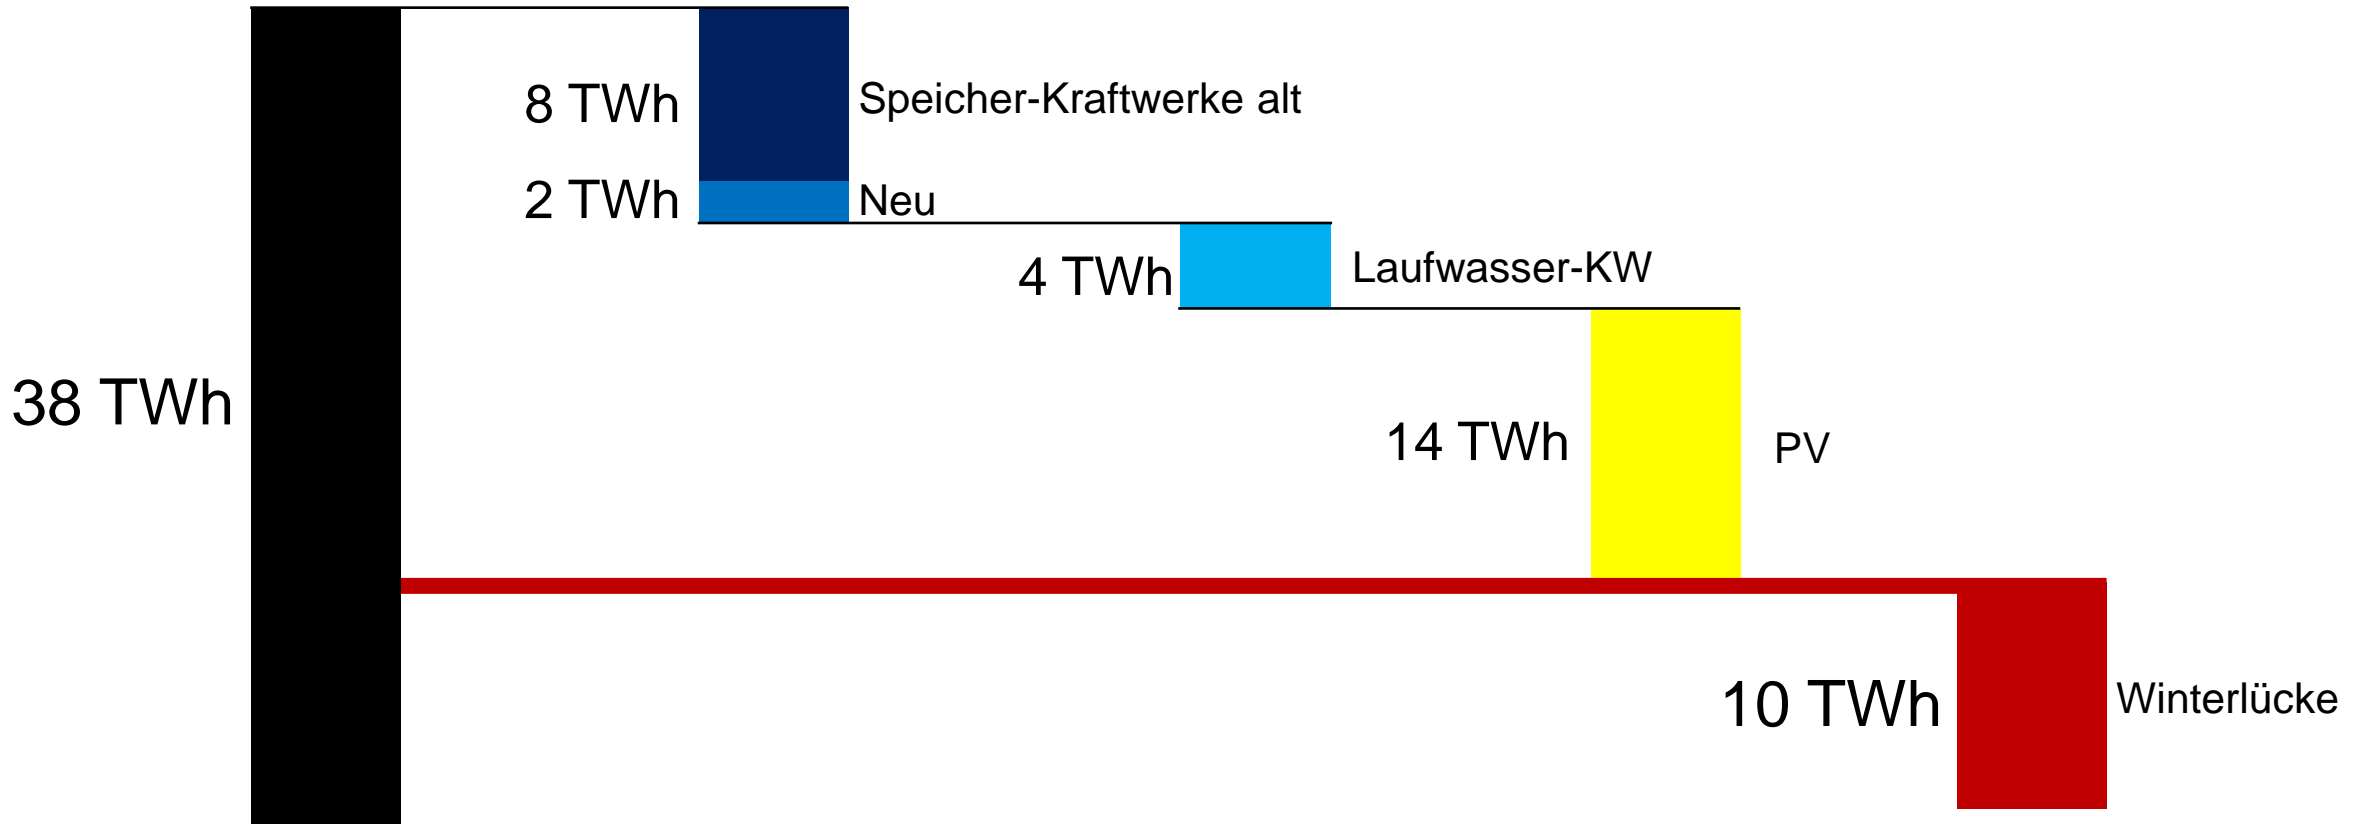 8 TWh
Speicher-Kraftwerke alt
2 TWh
Neu
4 TWh
Laufwasser-KW
38 TWh
14 TWh
PV
10 TWh
Winterlücke